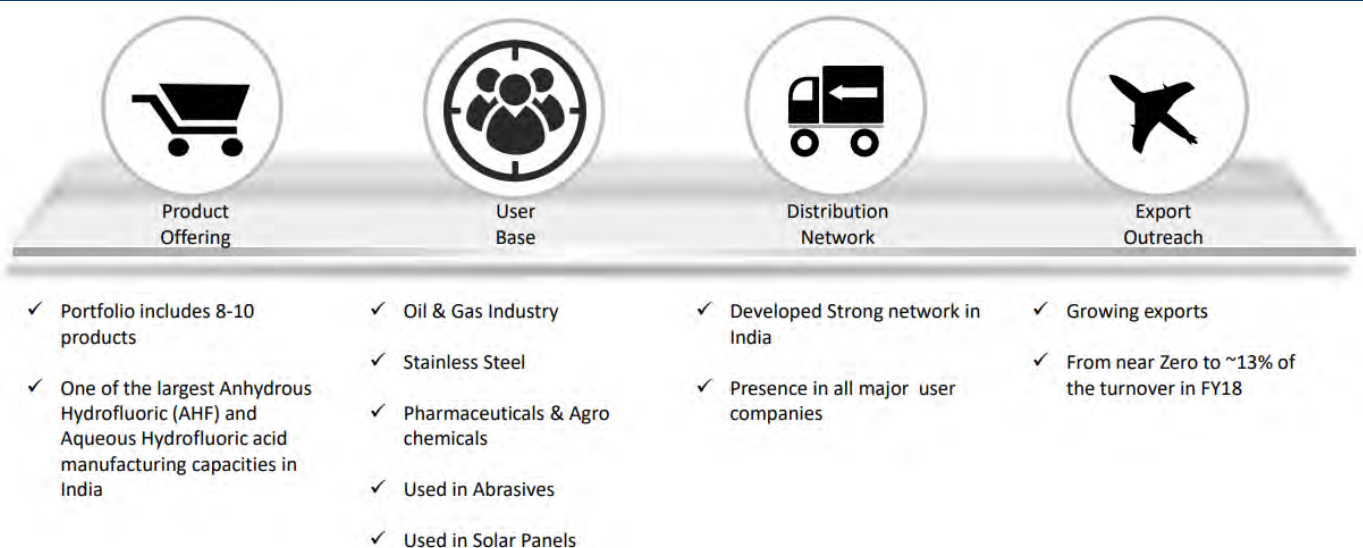 Product
Offering
User
Base
Distribution
Network
Export
Outreach
✓ Portfolio includes 8-10
products
✓ One of the largest Anhydrous
Hydrofluoric (AHF) and
Aqueous Hydrofluoric acid
manufacturing capacities in
India
✓ Oil & Gas Industry
✓ Stainless Steel
✓ Pharmaceuticals & Agro
chemicals
✓ Used in Abrasives
✓ Used in Solar Panels
✓ Developed Strong network in
India
✓ Presence in all major user
companies
✓ Growing exports
✓ From near Zero to ~13% of
the turnover in FY18